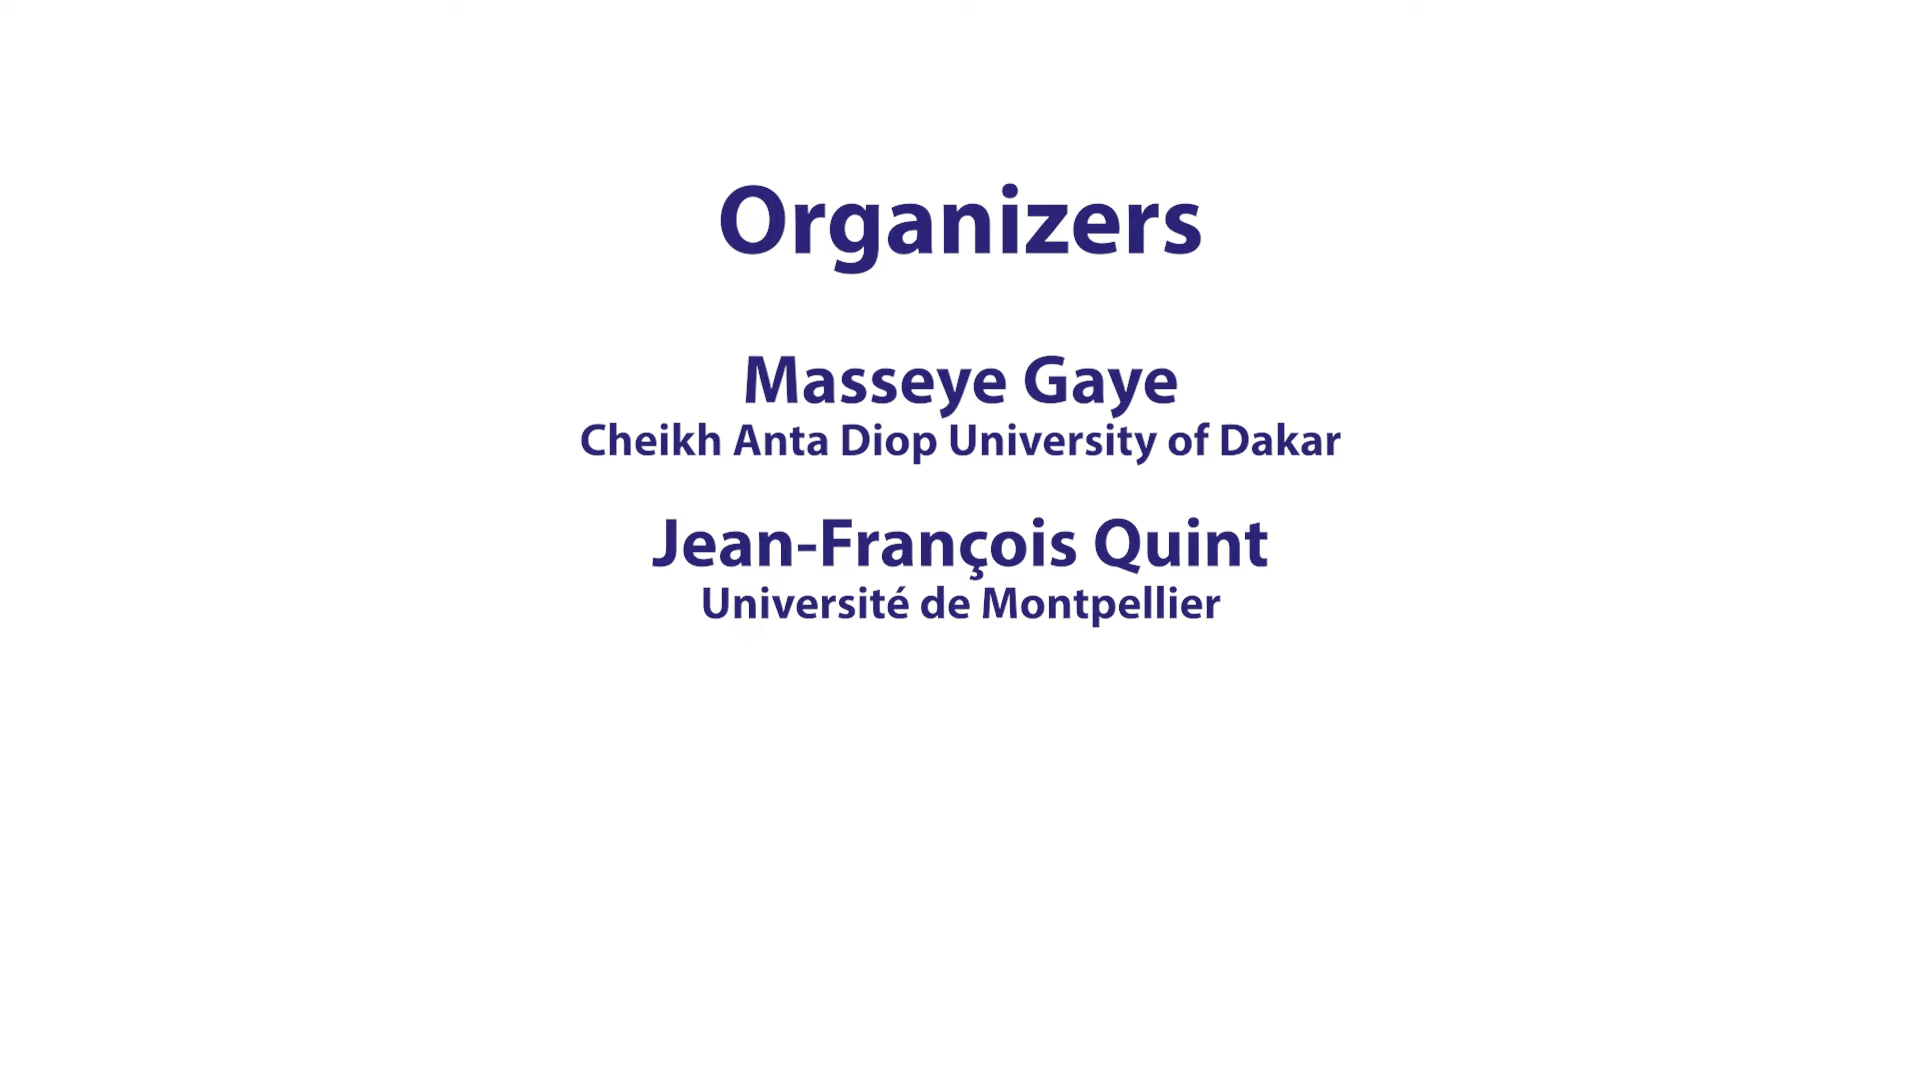 Organizers
Masseye Gaye
Cheikh Anta Diop University of Dakar
Jean-François Quint
Université de Montpellier